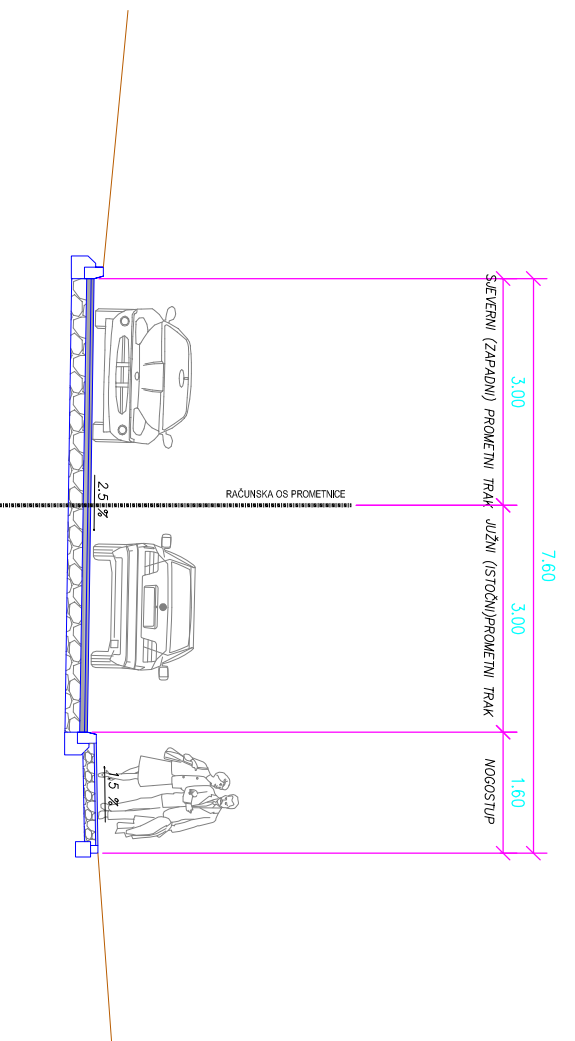 7.60
3.00
3.00
1.60
SJEVERNI (ZAPADNI) PROMETNI TRAK
JUŽNI (ISTOČNI)PROMETNI TRAK
NOGOSTUP
RAČUNSKA OS PROMETNICE
2.5 %
1.5 %